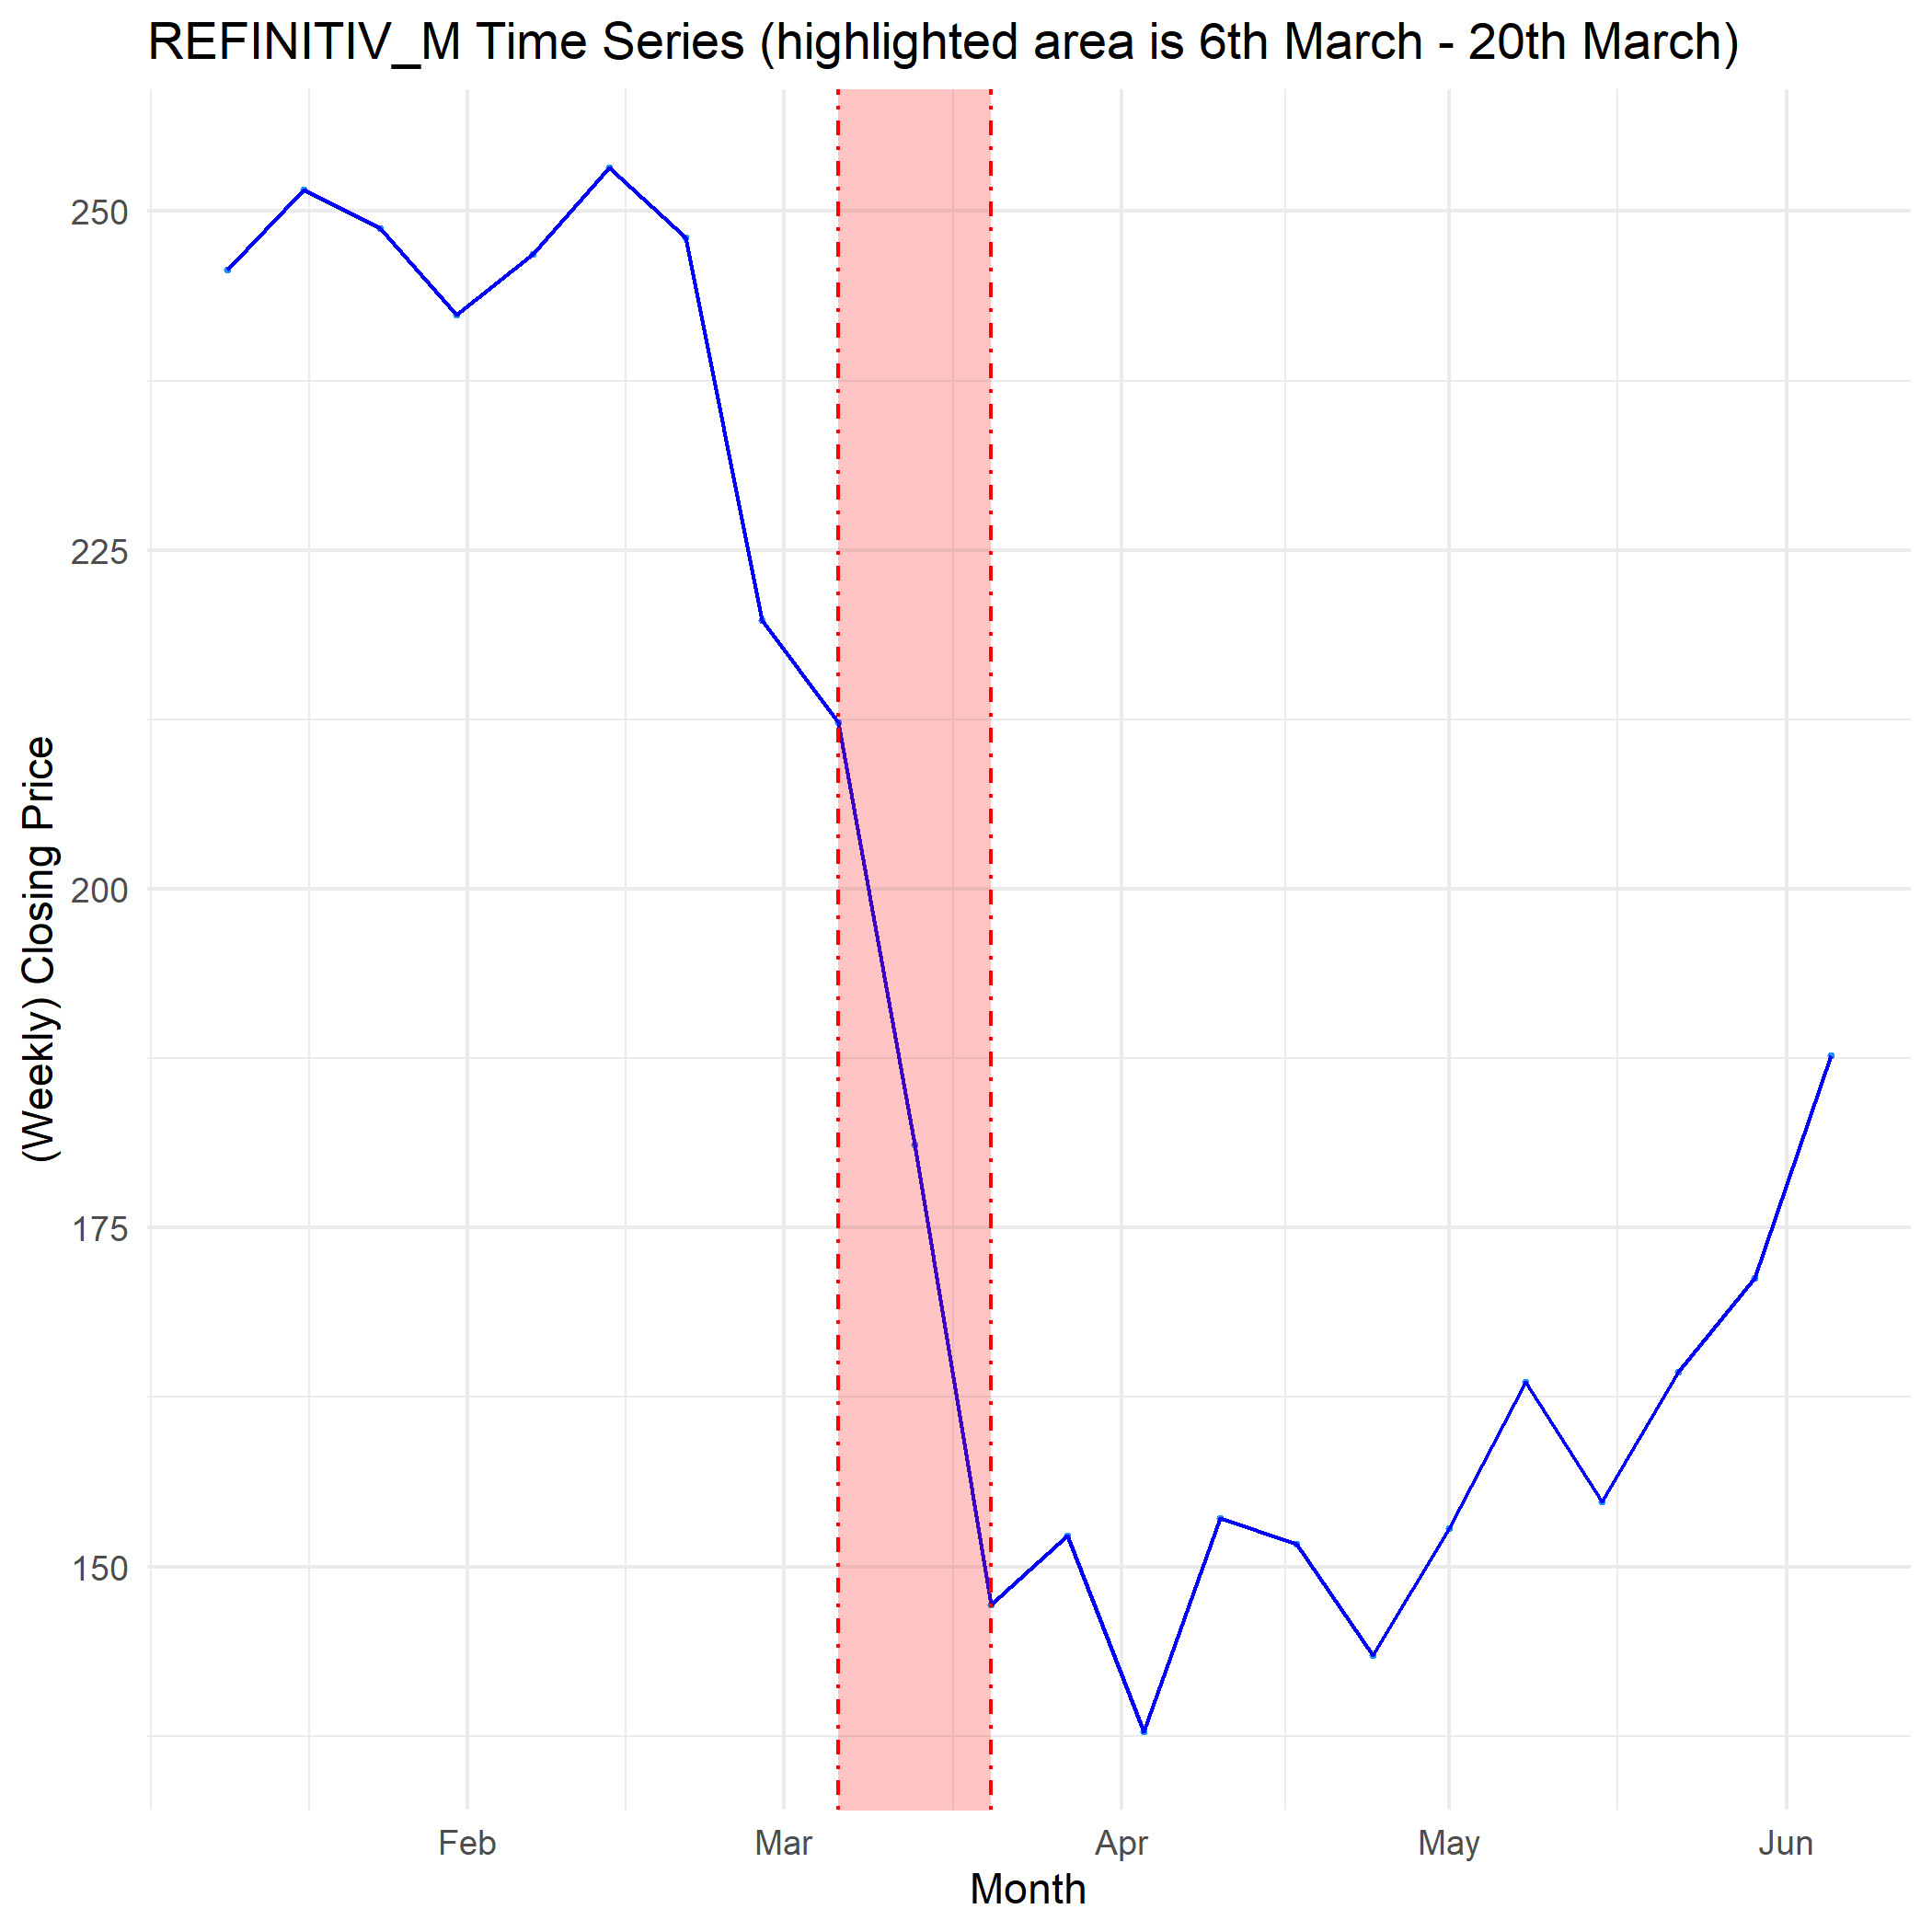 REFINITIV_M Time Series (highlighted area is 6th March - 20th March)
(Weekly) Closing Price
250
225
200
175
150
Feb
Mar
Apr
May
Jun
Month